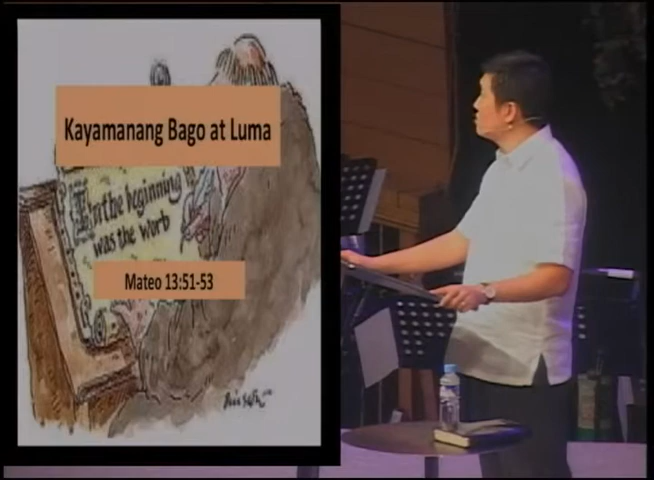 Kayamanang Bago at Luma
In the beginning
was the word
Mateo 13:51-53